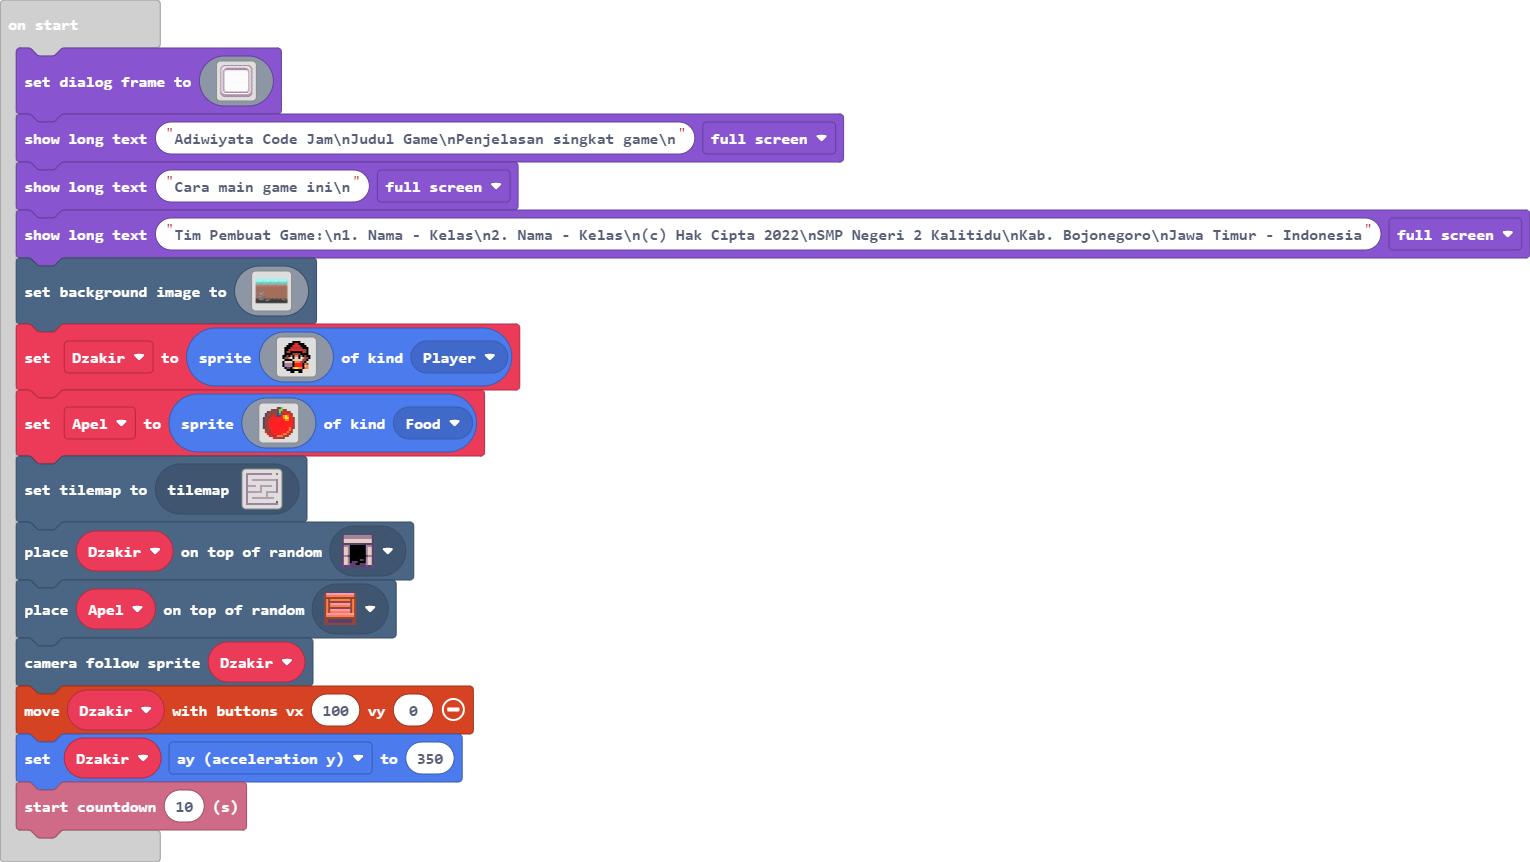 on start
set dialog frame to
show long text "Adiwiyata Code Jam\nJudul Game\nPenjelasan singkat game\n" full screen
show long text "Cara main game ini\n" full screen
show long text "Tim Pembuat Game:\n1. Nama - Kelas\n2. Nama - Kelas\n(c) Hak Cipta 2022\nSMP Negeri 2 Kalitidu\nKab. Bojonegoro\nJawa Timur - Indonesia" full screen
set background image to
set Dzakir to sprite of kind Player
set Apel to sprite of kind Food
set tilemap to tilemap
place Dzakir on top of random
place Apel on top of random
camera follow sprite Dzakir
move Dzakir with buttons vx 100 vy 0
set Dzakir ay (acceleration y) to 350
start countdown 10 (s)